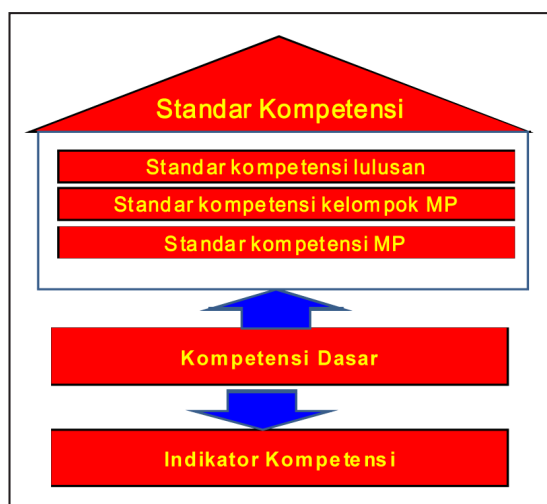 Standar Kompetensi
Standar kompetensi lulusan
Standar kompetensi kelompok MP
Standar kompetensi MP
Kompetensi Dasar
Indikator Kompetensi